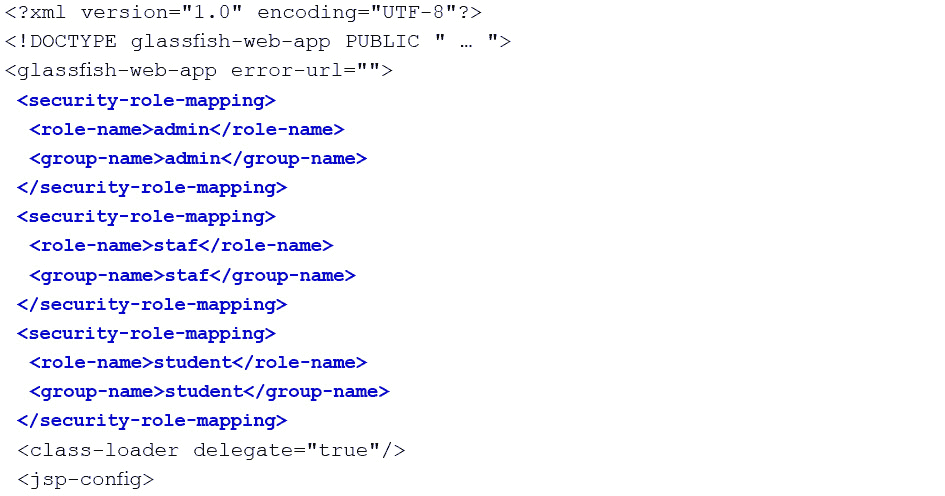 <?xml version="1.0" encoding="UTF-8"?>
<!DOCTYPE glassfish-web-app PUBLIC " … ">
<glassfish-web-app error-url="">
<security-role-mapping>
<role-name>admin</role-name>
<group-name>admin</group-name>
</security-role-mapping>
<security-role-mapping>
<role-name>staf</role-name>
<group-name>staf</group-name>
</security-role-mapping>
<security-role-mapping>
<role-name>student</role-name>
<group-name>student</group-name>
</security-role-mapping>
<class-loader delegate="true"/>
<jsp-config>